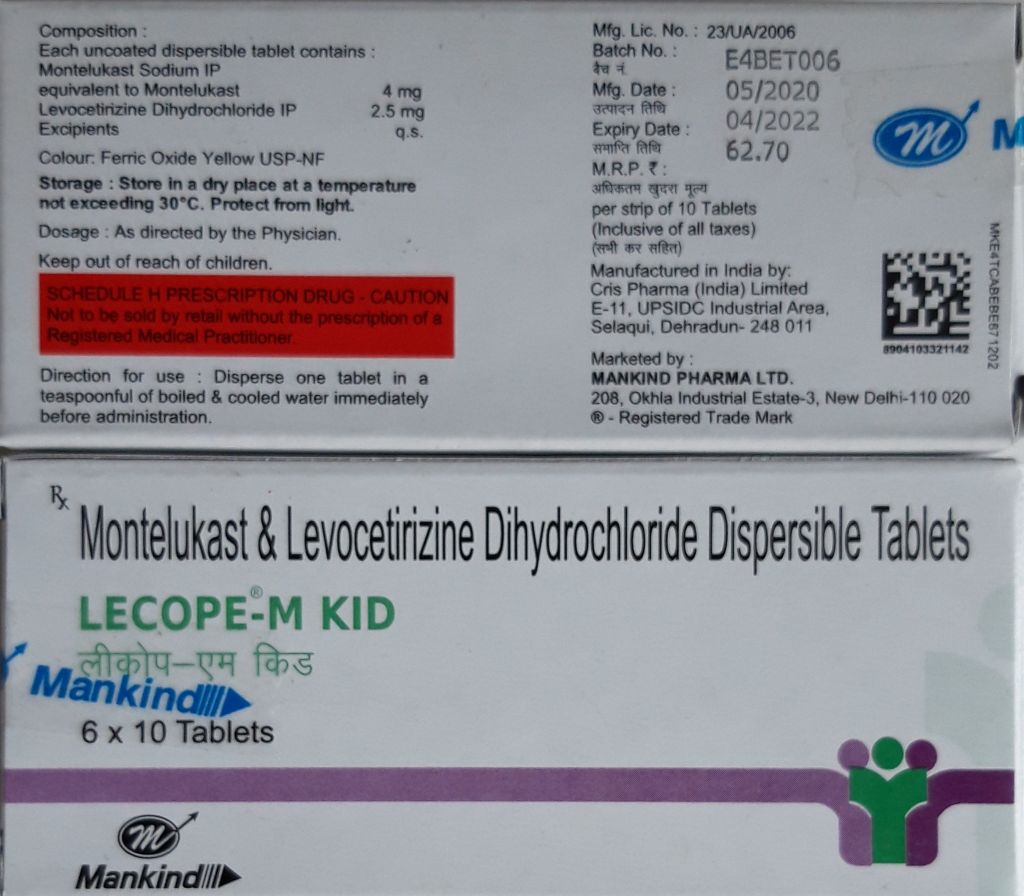 Composition :
Each uncoated dispersible tablet contains :
Montelukast Sodium IP
equivalent to Montelukast 4 mg
Levocetirizine Dihydrochloride IP 2.5 mg
Excipients q.s.
Colour: Ferric Oxide Yellow USP-NF
Storage : Store in a dry place at a temperature
not exceeding 30°C. Protect from light.
Dosage : As directed by the Physician.
Keep out of reach of children.
SCHEDULE H PRESCRIPTION DRUG - CAUTION
Not to be sold by retail without the prescription of a
Registered Medical Practitioner.
Direction for use : Disperse one tablet in a
teaspoonful of boiled & cooled water immediately
before administration.
Mfg. Lic. No. : 23/UA/2006
Batch No. : E4BET006
बैच नं.
Mfg. Date : 05/2020
उत्पादन तिथि
Expiry Date : 04/2022
समाप्ति तिथि
M.R.P. ₹ : 62.70
अधिकतम खुदरा मूल्य
per strip of 10 Tablets
(Inclusive of all taxes)
(सभी कर सहित)
Manufactured in India by:
Cris Pharma (India) Limited
E-11, UPSIDC Industrial Area,
Selaqui, Dehradun- 248 011
Marketed by :
MANKIND PHARMA LTD.
208, Okhla Industrial Estate-3, New Delhi-110 020
® - Registered Trade Mark
m M
8904103321142
MKE4TCABEBE671202
Rx
Montelukast & Levocetirizine Dihydrochloride Dispersible Tablets
LECOPE®-M KID
लीकोप–एम किड
Mankind
6 x 10 Tablets
m
Mankind